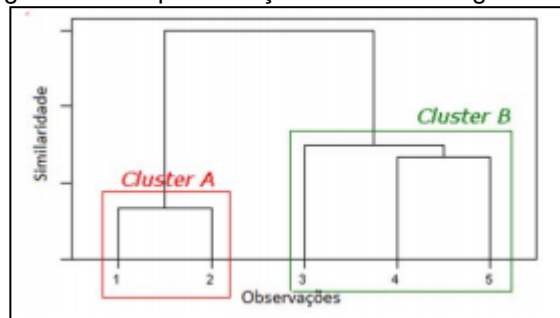 Similaridade
Cluster A
Cluster B
1 2 3 4 5
Observações